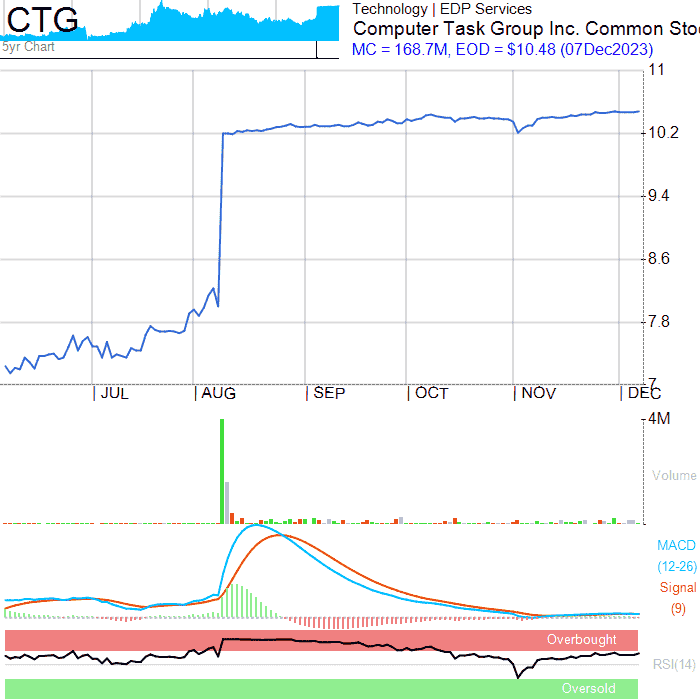 CTG
5yr Chart
Technology | EDP Services
Computer Task Group Inc. Common Sto
MC = 168.7M, EOD = $10.48 (07Dec2023)
11
10.2
9.4
8.6
7.8
7
JUL AUG SEP OCT NOV DEC
4M
Volume
MACD
(12-26)
Signal
(9)
Overbought
RSI(14)
Oversold